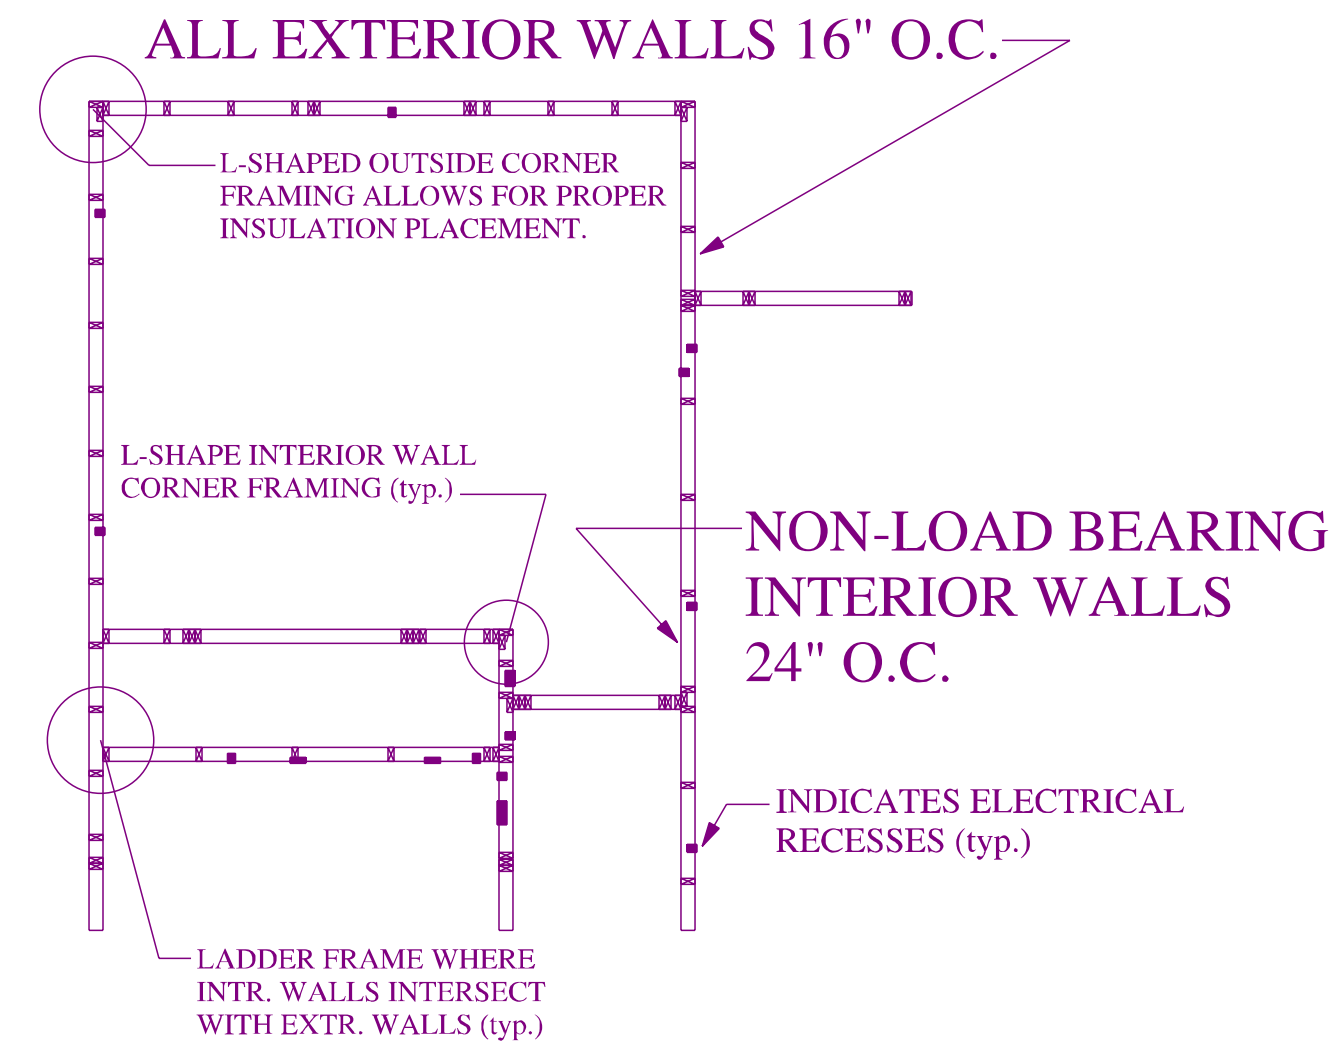 ALL EXTERIOR WALLS 16" O.C.
L-SHAPED OUTSIDE CORNER
FRAMING ALLOWS FOR PROPER
INSULATION PLACEMENT.
L-SHAPE INTERIOR WALL
CORNER FRAMING (typ.)
NON-LOAD BEARING
INTERIOR WALLS
24" O.C.
INDICATES ELECTRICAL
RECESSES (typ.)
LADDER FRAME WHERE
INTR. WALLS INTERSECT
WITH EXTR. WALLS (typ.)